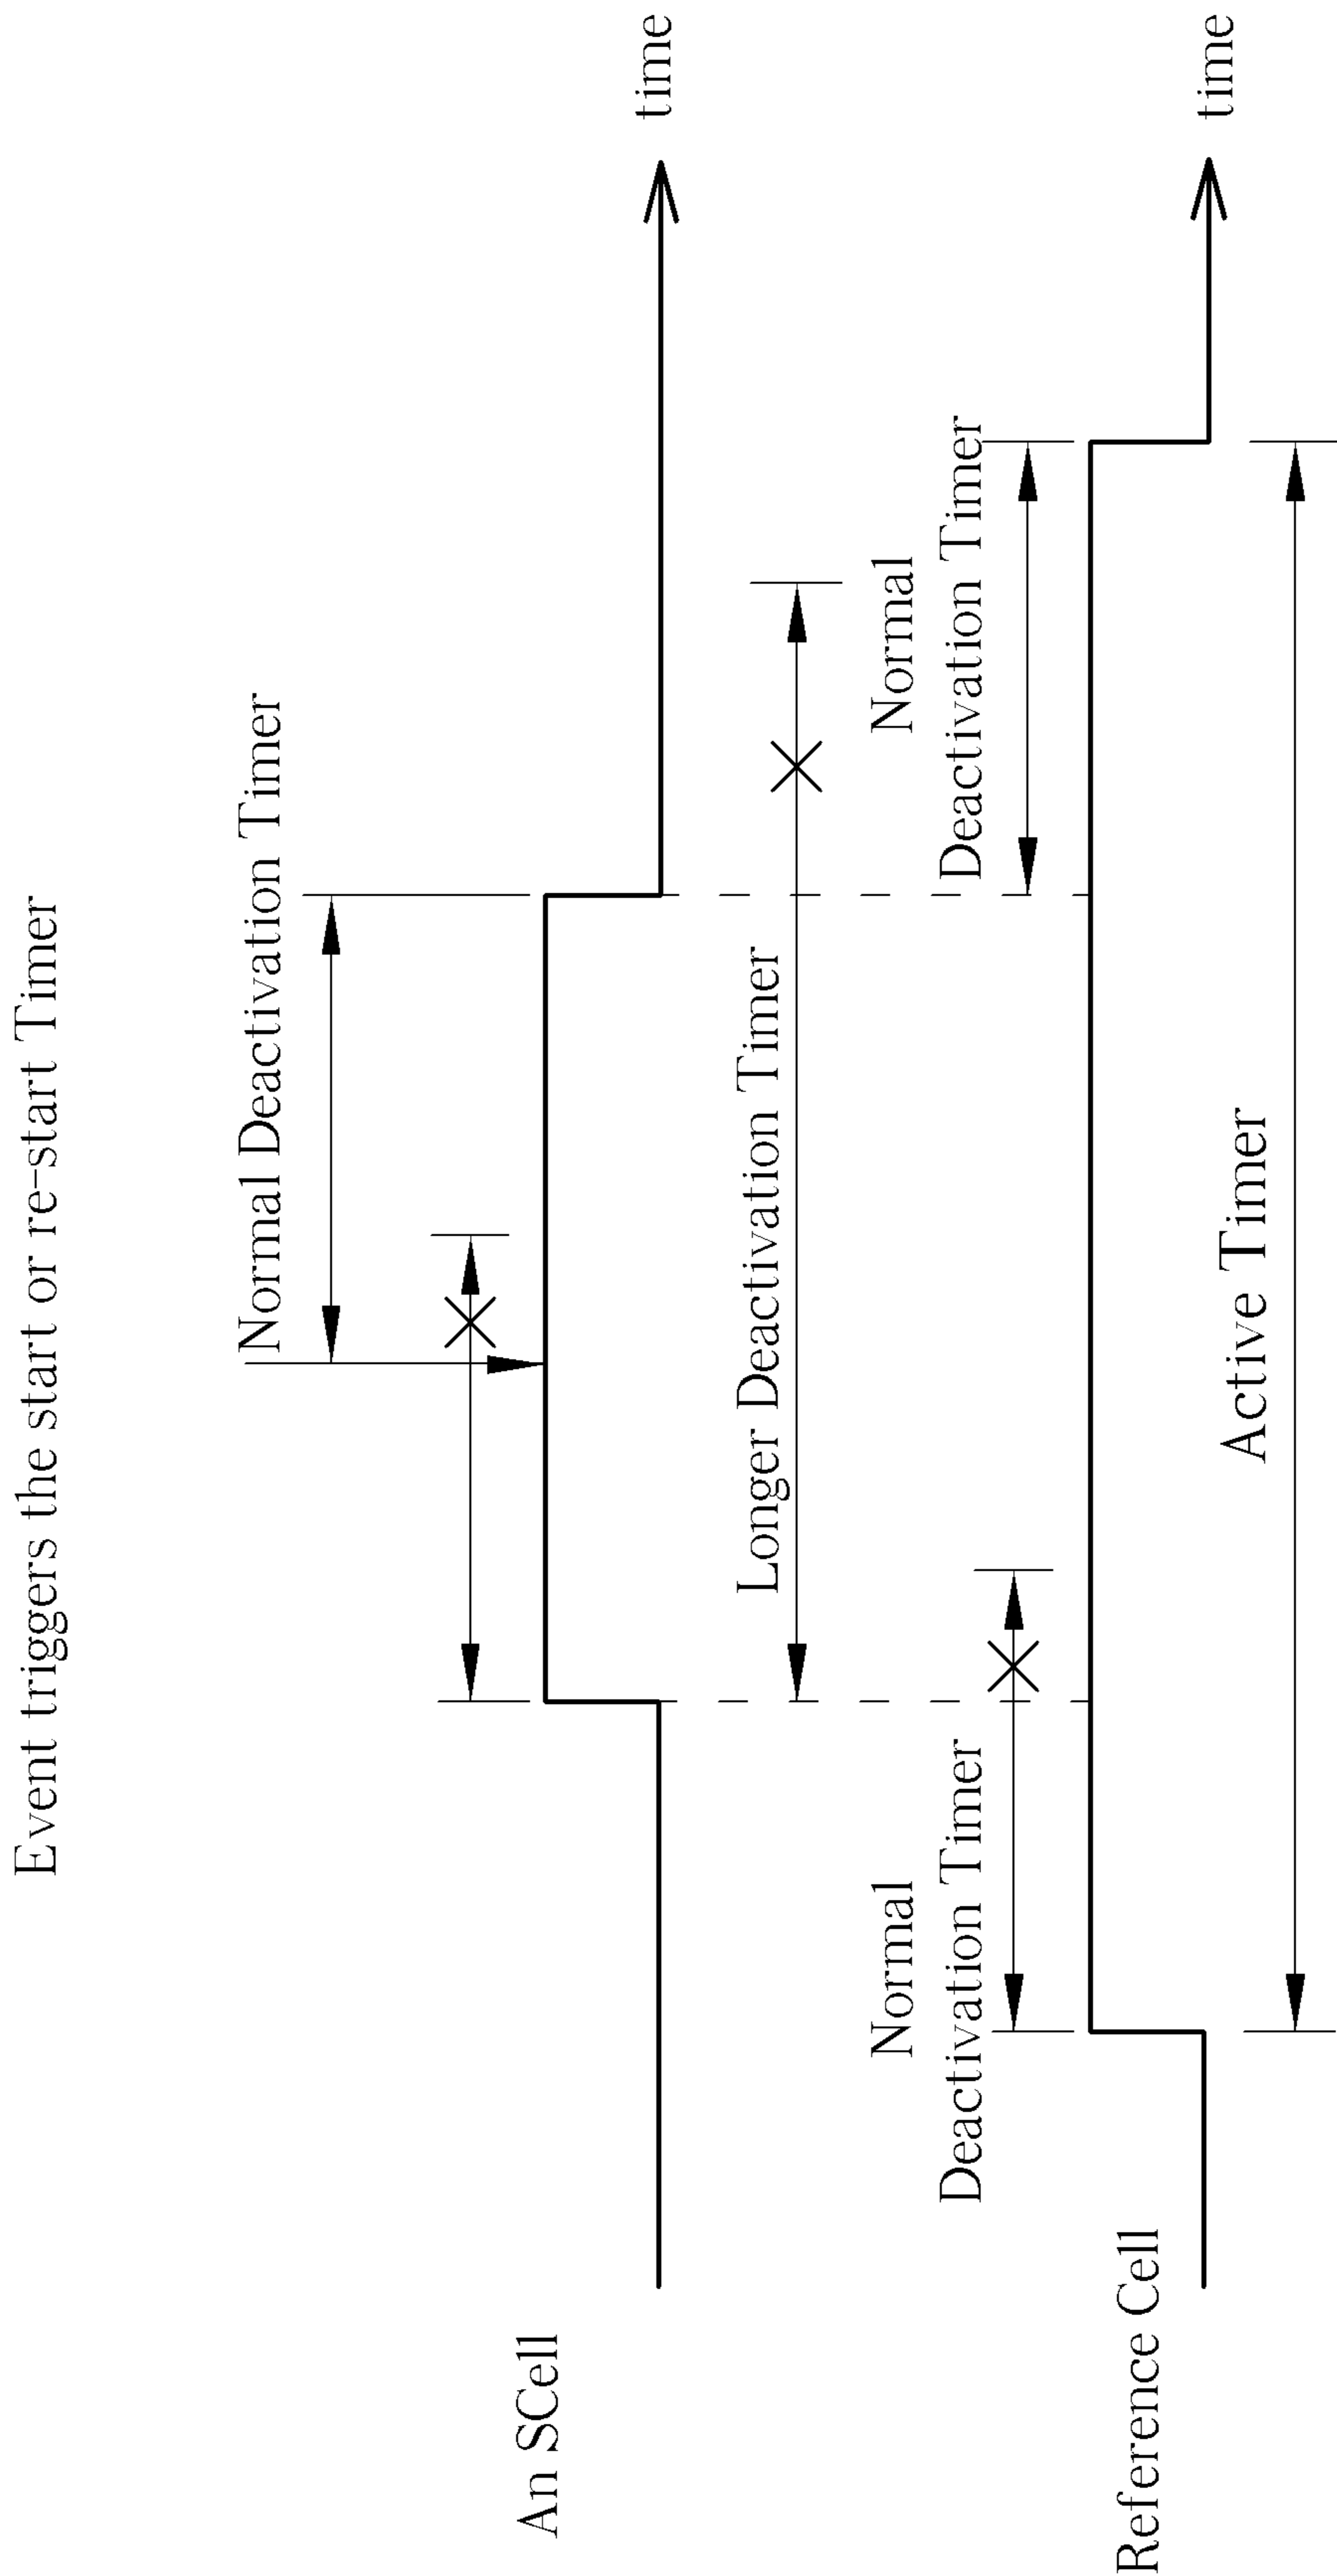 Event triggers the start or re-start Timer
Normal Deactivation Timer
An SCell
time
Longer Deactivation Timer
Normal
Deactivation Timer
Normal
Deactivation Timer
Reference Cell
time
Active Timer